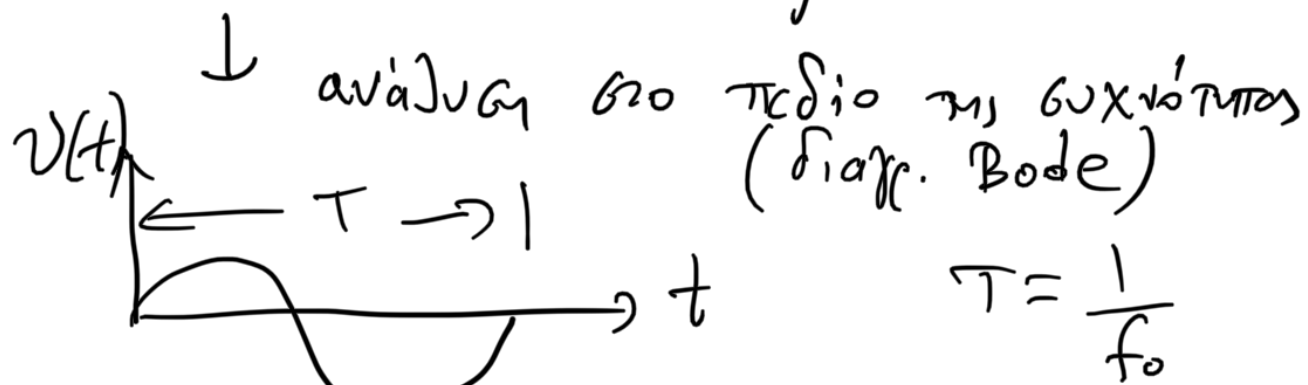 ανάλυση στο πεδίο της συχνότητας
(διαγρ. Bode)
v(t)
T
t
T = 1/f₀